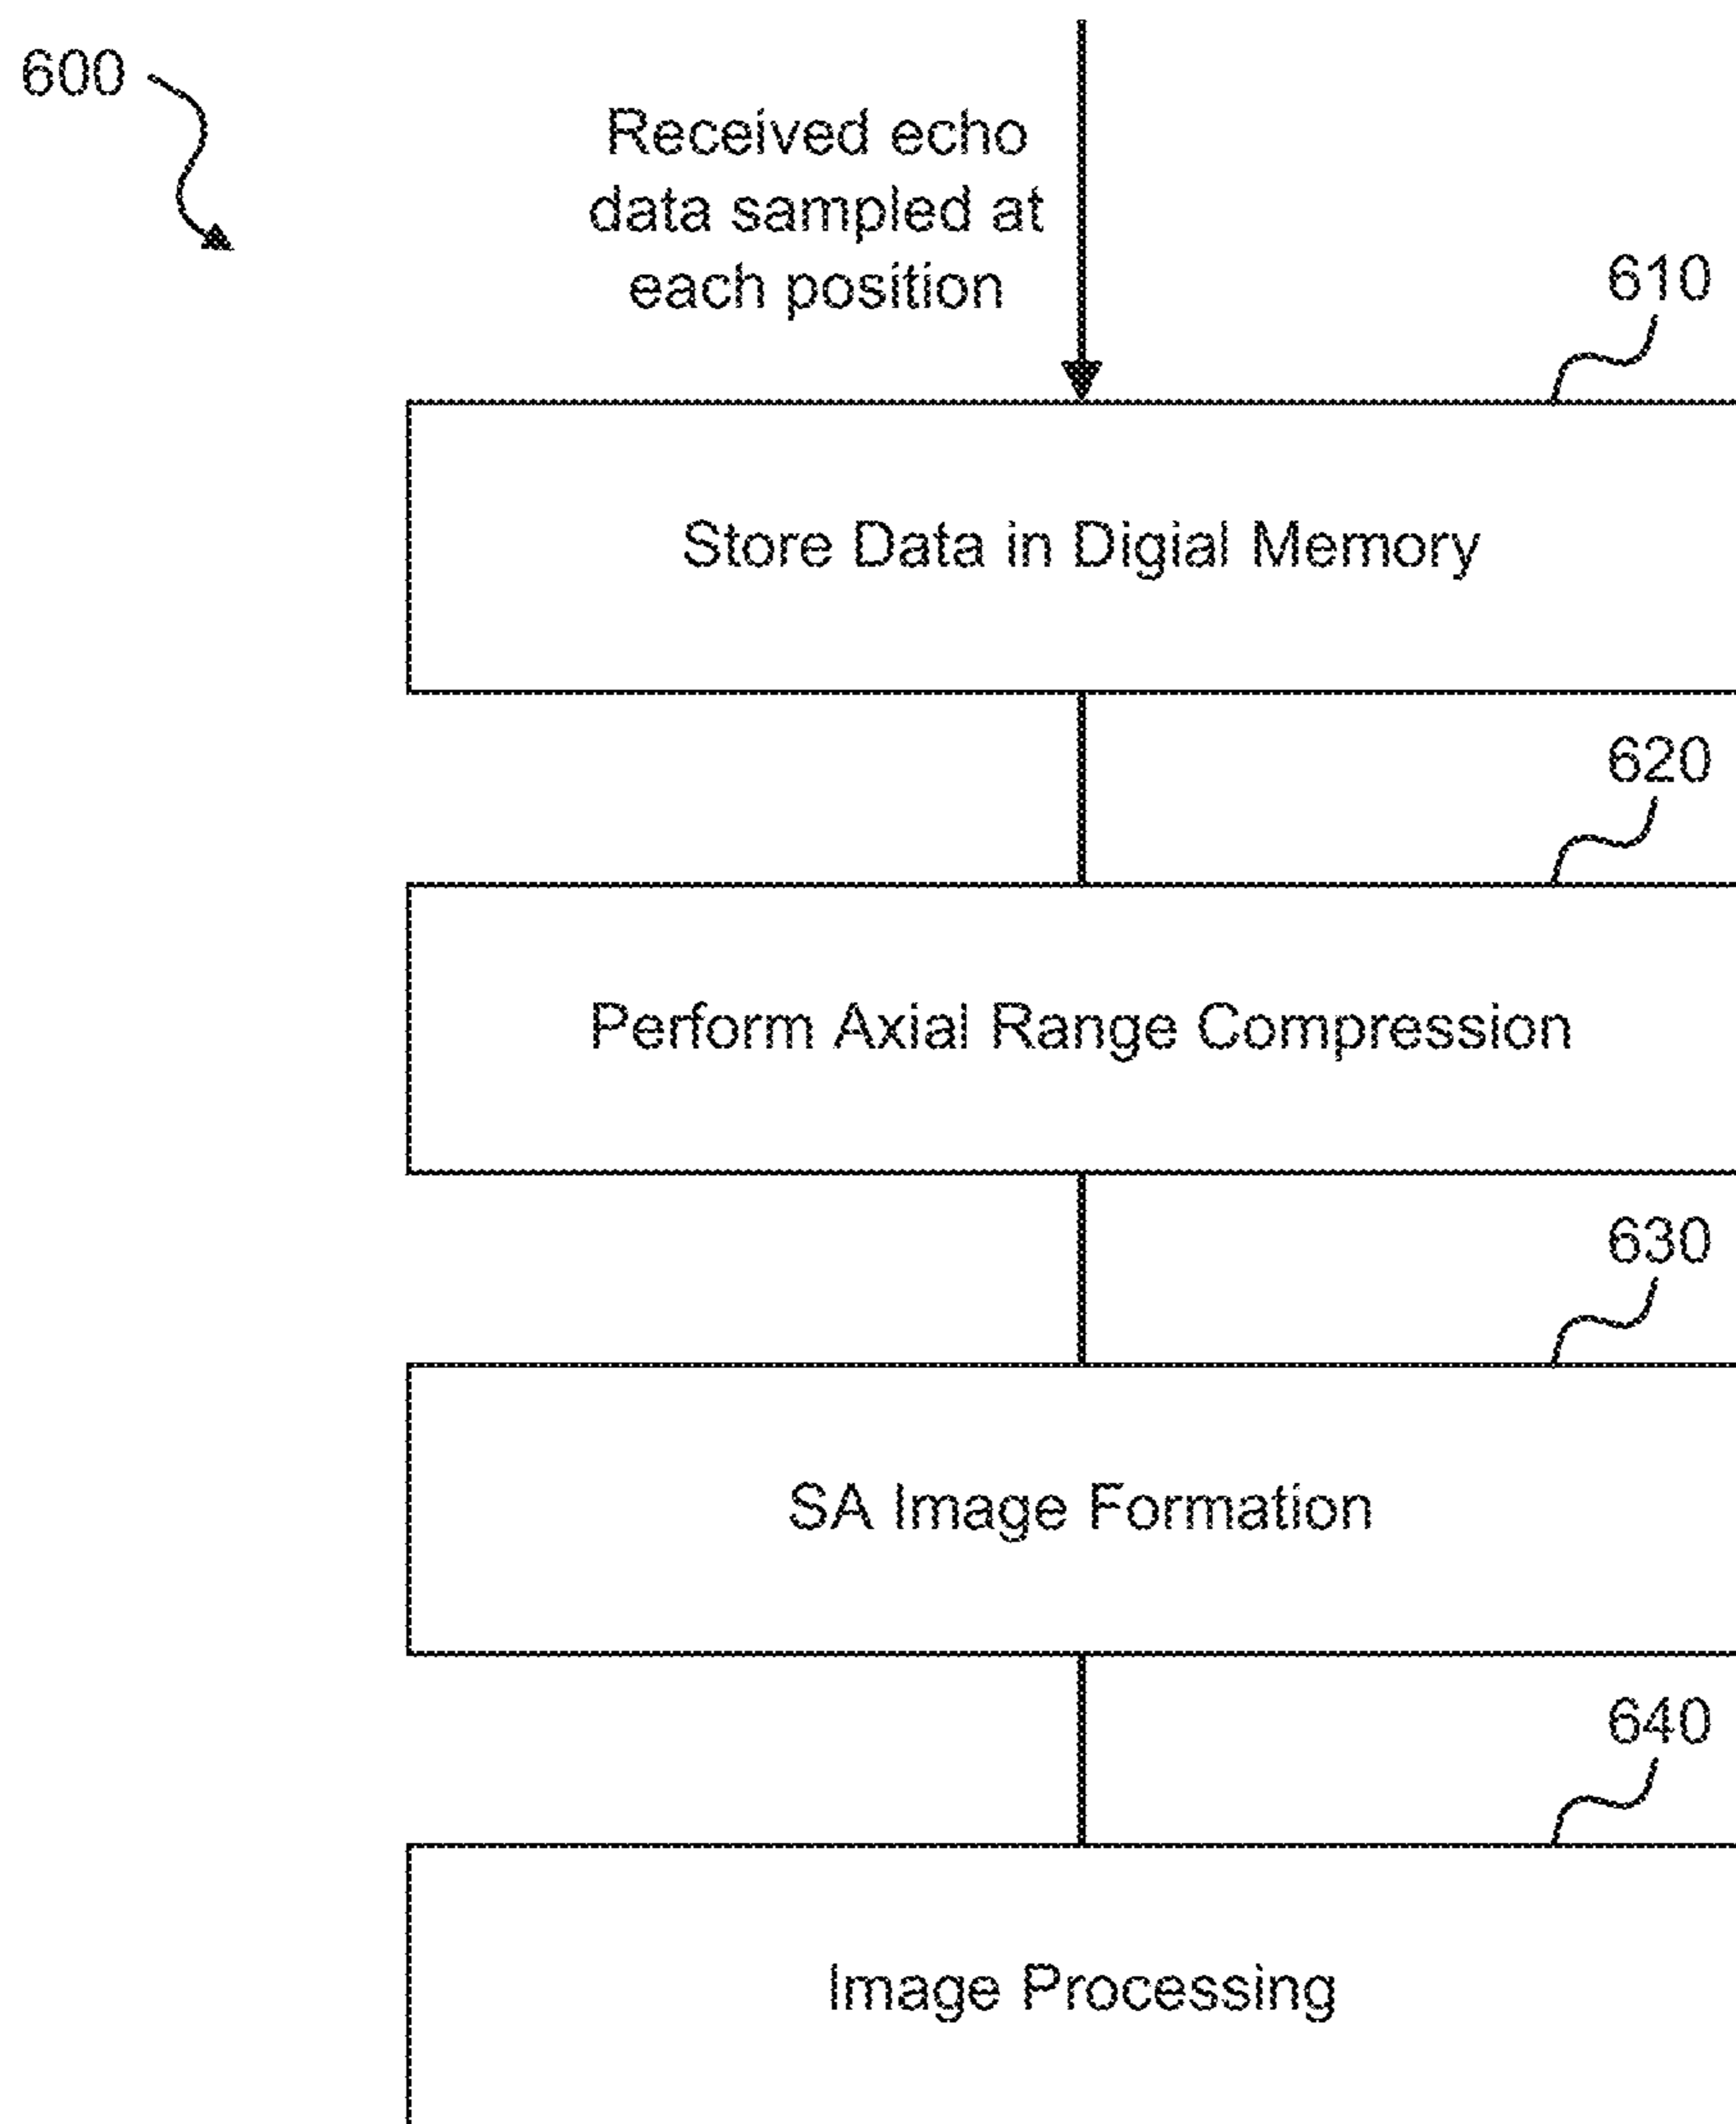 600
Received echo
data sampled at
each position
610
Store Data in Digial Memory
620
Perform Axial Range Compression
630
SA Image Formation
640
Image Processing